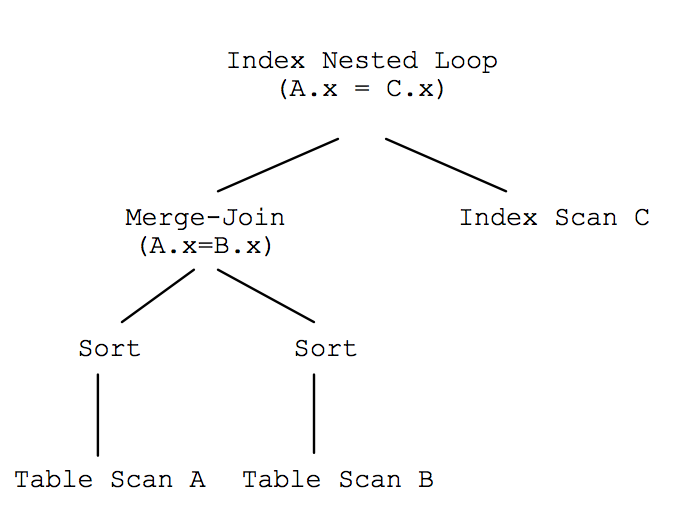 Index Nested Loop
(A.x = C.x)
Merge-Join
(A.x=B.x)
Index Scan C
Sort
Sort
Table Scan A
Table Scan B